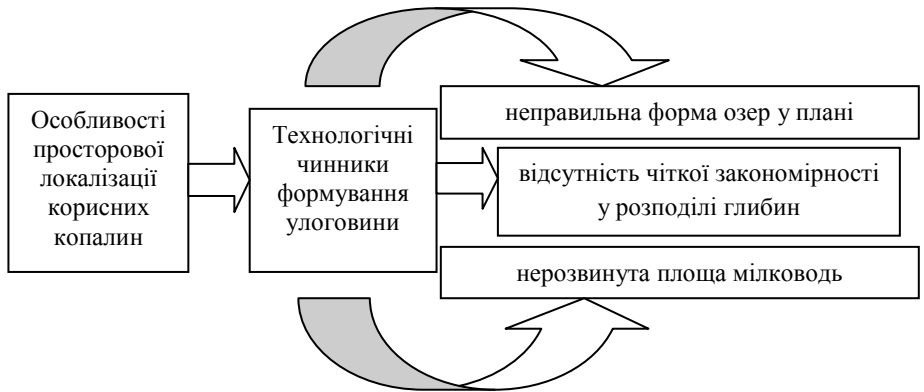 Особливості
просторової
локалізації
корисних
копалин
Технологічні
чинники
формування
улоговини
неправильна форма озер у плані
відсутність чіткої закономірності
у розподілі глибин
нерозвинута площа мілководь